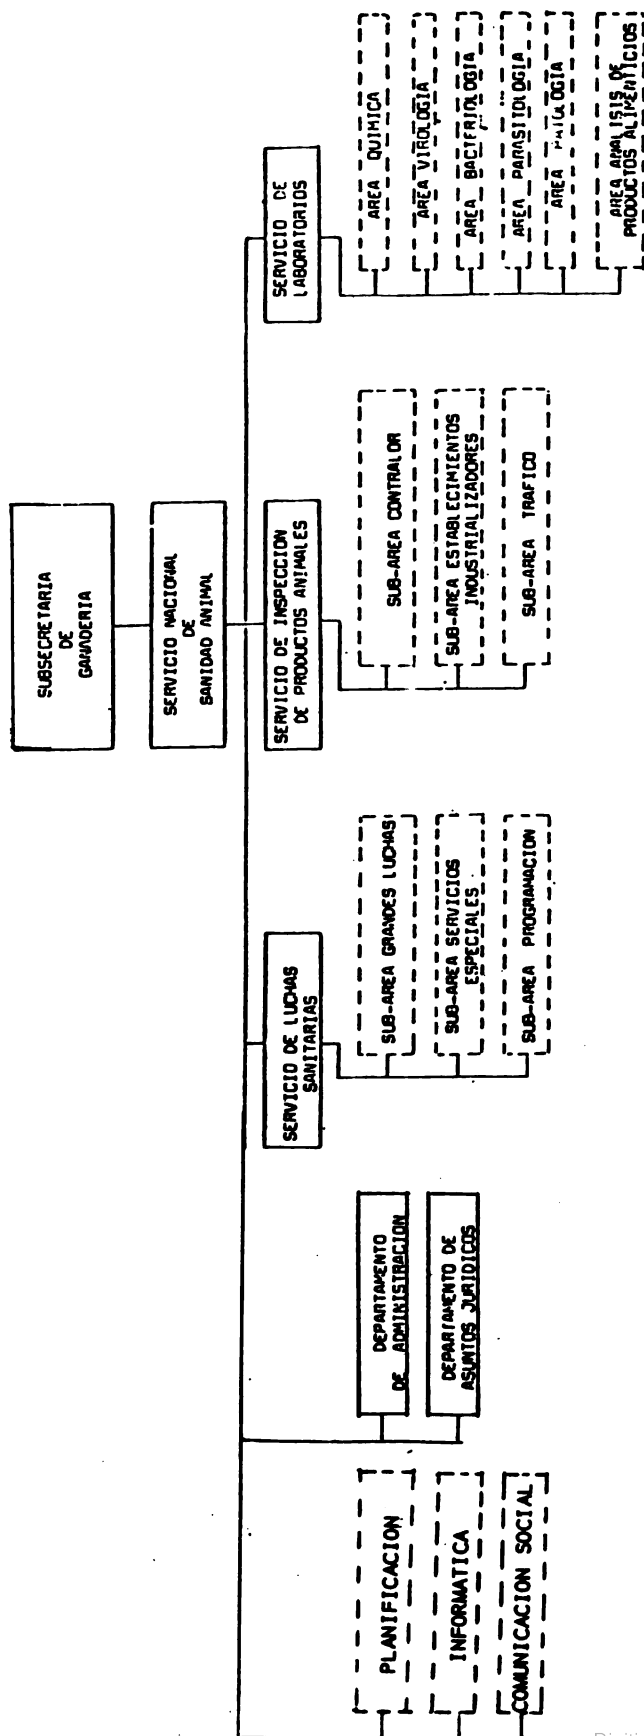 SUBSECRETARIA
DE
GANADERIA
SERVICIO NACIONAL
DE
SANIDAD ANIMAL
PLANIFICACION
INFORMATICA
COMUNICACION SOCIAL
DEPARTAMENTO
DE ADMINISTRACION
DEPARTAMENTO DE
ASUNTOS JURIDICOS
SERVICIO DE LUCHAS
SANITARIAS
SUB-AREA GRANDES LUCHAS
SUB-AREA SERVICIOS
ESPECIALES
SUB-AREA PROGRAMACION
SERVICIO DE INSPECCION
DE PRODUCTOS ANIMALES
SUB-AREA CONTRALOR
SUB-AREA ESTABLECIMIENTOS
INDUSTRIALIZADORES
SUB-AREA TRAFICO
SERVICIO DE
LABORATORIOS
AREA QUIMICA
AREA VIROLOGIA
AREA BACTERIOLOGIA
AREA PARASITOLOGIA
AREA PATOLOGIA
AREA ANALISIS DE
PRODUCTOS ALIMENTICIOS